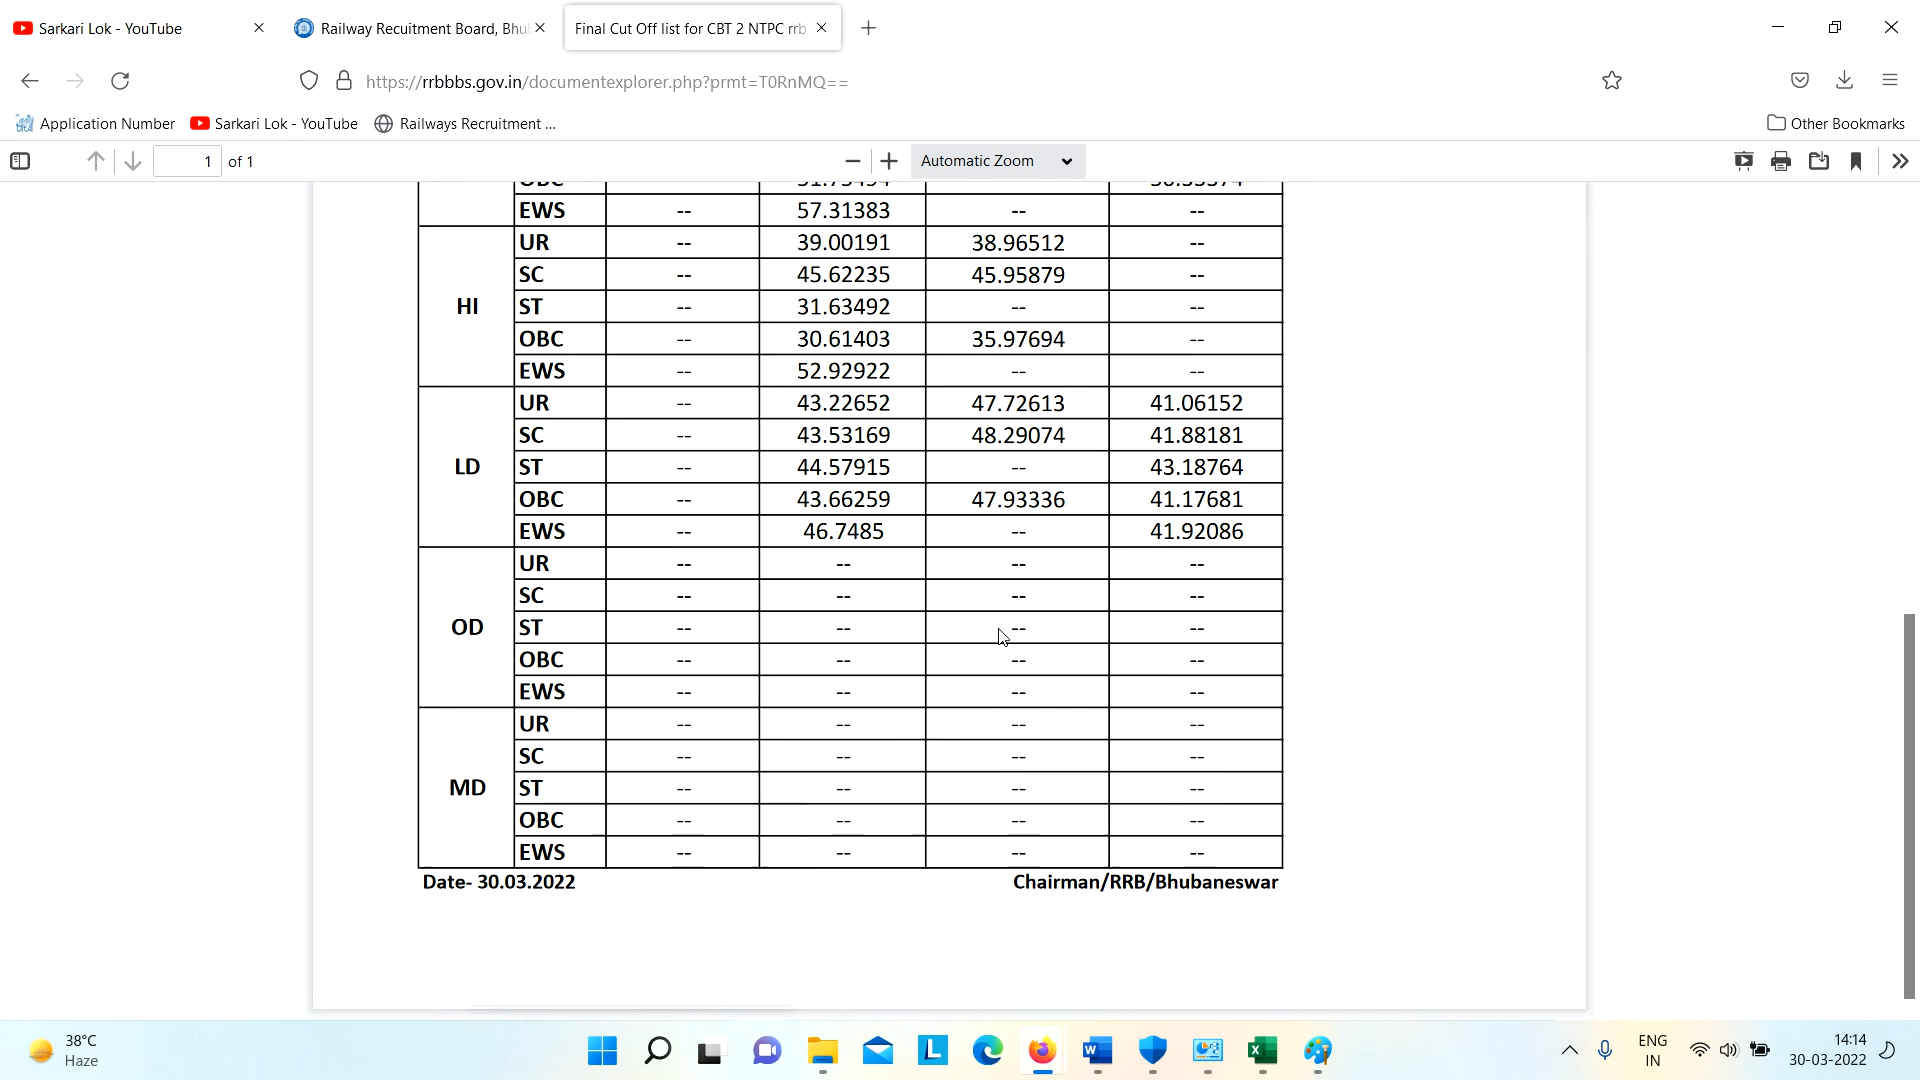 Sarkari Lok - YouTube
Railway Recuitment Board, Bhu
Final Cut Off list for CBT 2 NTPC rrb
https://rrbbbs.gov.in/documentexplorer.php?prmt=T0RnMQ==
Application Number Sarkari Lok - YouTube Railways Recruitment ... Other Bookmarks
1 of 1 Automatic Zoom
EWS -- 57.31383 -- --
HI
UR -- 39.00191 38.96512 --
SC -- 45.62235 45.95879 --
ST -- 31.63492 -- --
OBC -- 30.61403 35.97694 --
EWS -- 52.92922 -- --
LD
UR -- 43.22652 47.72613 41.06152
SC -- 43.53169 48.29074 41.88181
ST -- 44.57915 -- 43.18764
OBC -- 43.66259 47.93336 41.17681
EWS -- 46.7485 -- 41.92086
OD
UR -- -- -- --
SC -- -- -- --
ST -- -- -- --
OBC -- -- -- --
EWS -- -- -- --
MD
UR -- -- -- --
SC -- -- -- --
ST -- -- -- --
OBC -- -- -- --
EWS -- -- -- --
Date- 30.03.2022 Chairman/RRB/Bhubaneswar
38°C
Haze
ENG
IN
14:14
30-03-2022